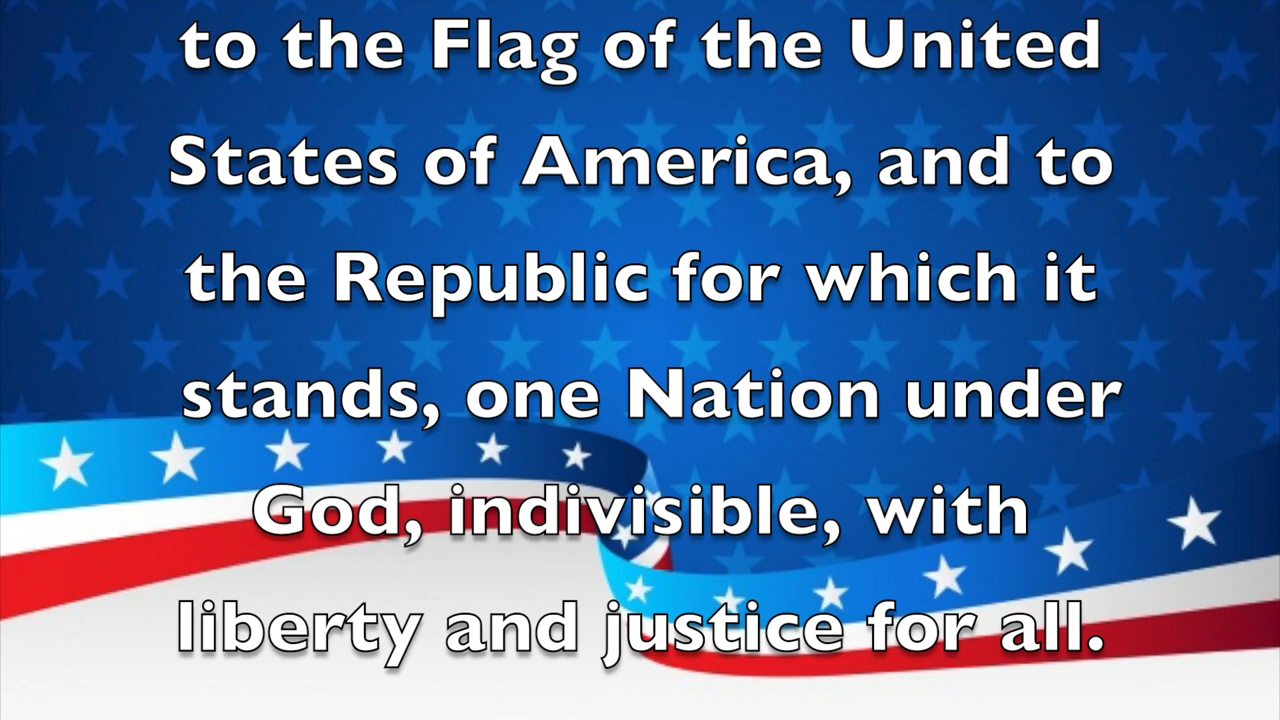 to the Flag of the United
States of America, and to
the Republic for which it
stands, one Nation under
God, indivisible, with
liberty and justice for all.